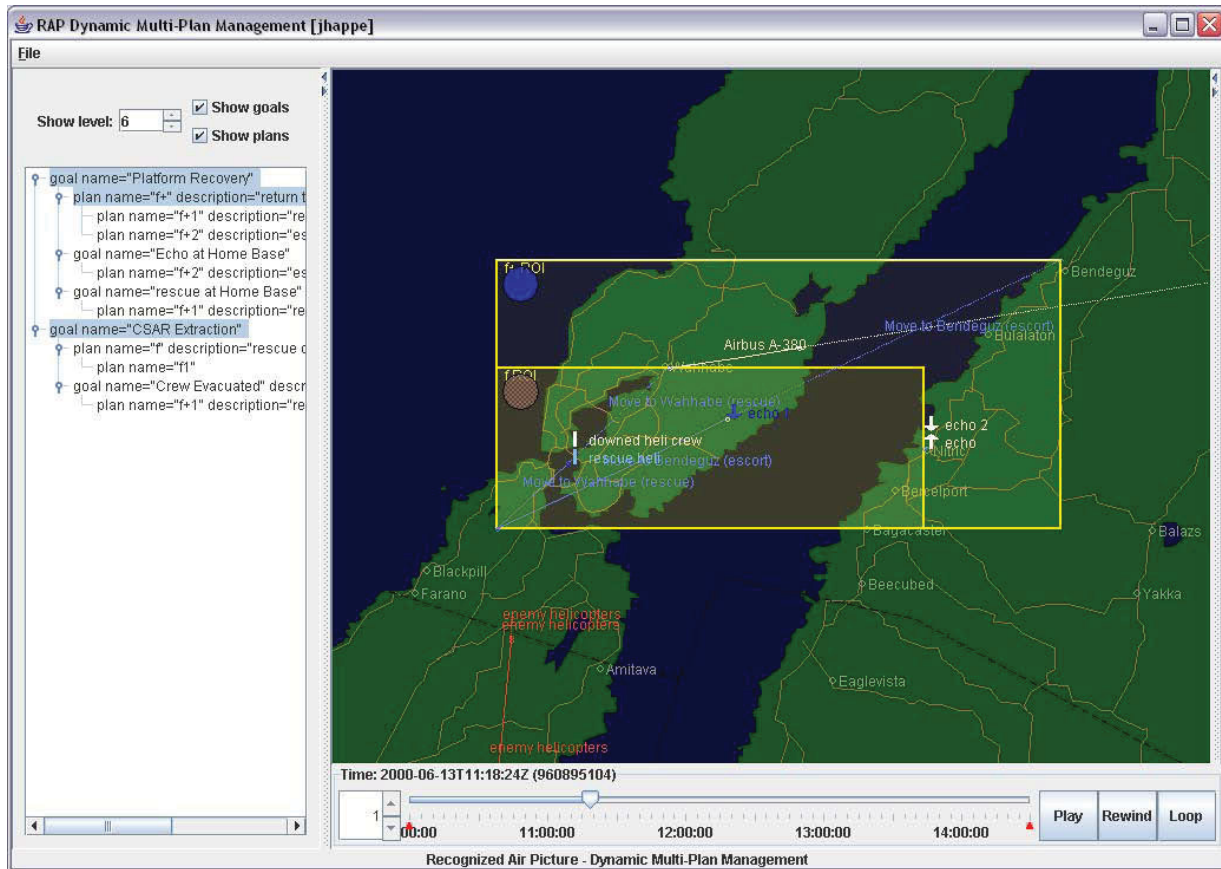 RAP Dynamic Multi-Plan Management [jhappe]
File
Show level: 6
Show goals
Show plans
goal name="Platform Recovery"
plan name="f+" description="return t
plan name="f+1" description="re
plan name="f+2" description="es
goal name="Echo at Home Base"
plan name="f+2" description="es
goal name="rescue at Home Base"
plan name="f+1" description="re
goal name="CSAR Extraction"
plan name="f" description="rescue c
plan name="f1"
goal name="Crew Evacuated" descr
plan name="f+1" description="re
f+ ROI
Bendeguz
Move to Bendeguz (escort)
Bulalaton
Airbus A-380
Wahhabe
f ROI
Move to Wahhabe (rescue)
echo 1
echo 2
downed heli crew
echo
Nitric
rescue heli
Move to Bendeguz (escort)
Move to Wahhabe (rescue)
Bercelport
Bagacaster
Balazs
Blackpill
Beecubed
Farano
Yakka
enemy helicopters
enemy helicopters
Amitava
Eaglevista
enemy helicopters
Time: 2000-06-13T11:18:24Z (960895104)
1
00:00
11:00:00
12:00:00
13:00:00
14:00:00
Play
Rewind
Loop
Recognized Air Picture - Dynamic Multi-Plan Management